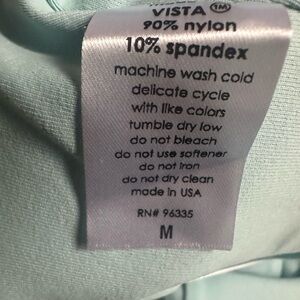 VISTA ™
90% nylon
10% spandex
machine wash cold
delicate cycle
with like colors
tumble dry low
do not bleach
do not use softener
do not iron
do not dry clean
made in USA
RN# 96335
M